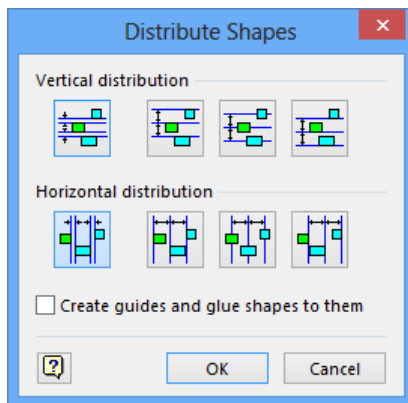 Distribute Shapes
Vertical distribution
Horizontal distribution
Create guides and glue shapes to them
OK
Cancel